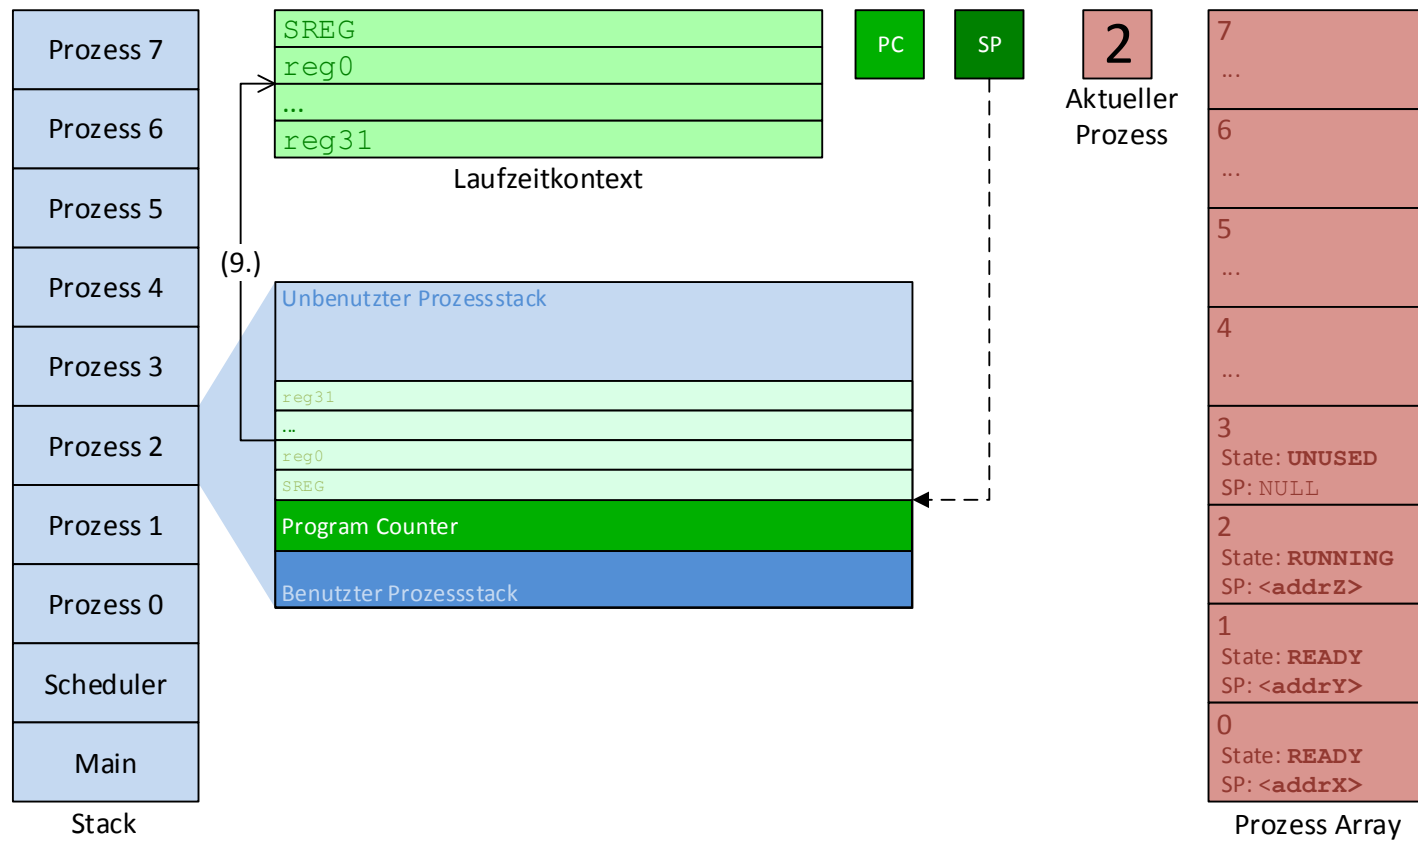 Prozess 7
Prozess 6
Prozess 5
Prozess 4
Prozess 3
Prozess 2
Prozess 1
Prozess 0
Scheduler
Main
Stack
SREG
reg0
...
reg31
Laufzeitkontext
(9.)
Unbenutzter Prozessstack
reg31
...
reg0
SREG
Program Counter
Benutzter Prozessstack
PC
SP
2
Aktueller
Prozess
7
...
6
...
5
...
4
...
3
State: UNUSED
SP: NULL
2
State: RUNNING
SP: <addrZ>
1
State: READY
SP: <addrY>
0
State: READY
SP: <addrX>
Prozess Array